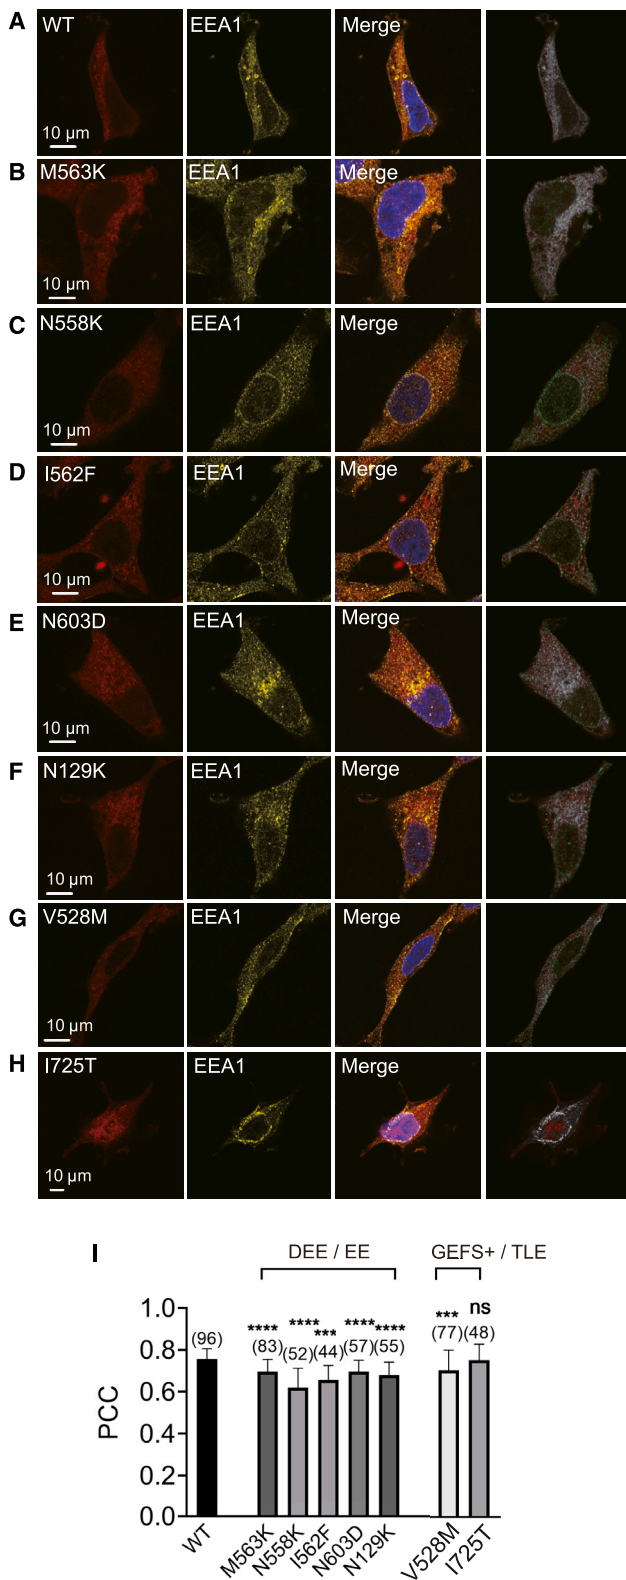 A WT EEA1 Merge
10 µm
B M563K EEA1 Merge
10 µm
C N558K EEA1 Merge
10 µm
D I562F EEA1 Merge
10 µm
E N603D EEA1 Merge
10 µm
F N129K EEA1 Merge
10 µm
G V528M EEA1 Merge
10 µm
H I725T EEA1 Merge
10 µm
I DEE / EE GEFS+ / TLE
1.0 **** **** *** **** **** *** ns
(96) (83) (52) (44) (57) (55) (77) (48)
0.8
0.6
0.4
0.2
0.0
PCC
WT M563K N558K I562F N603D N129K V528M I725T